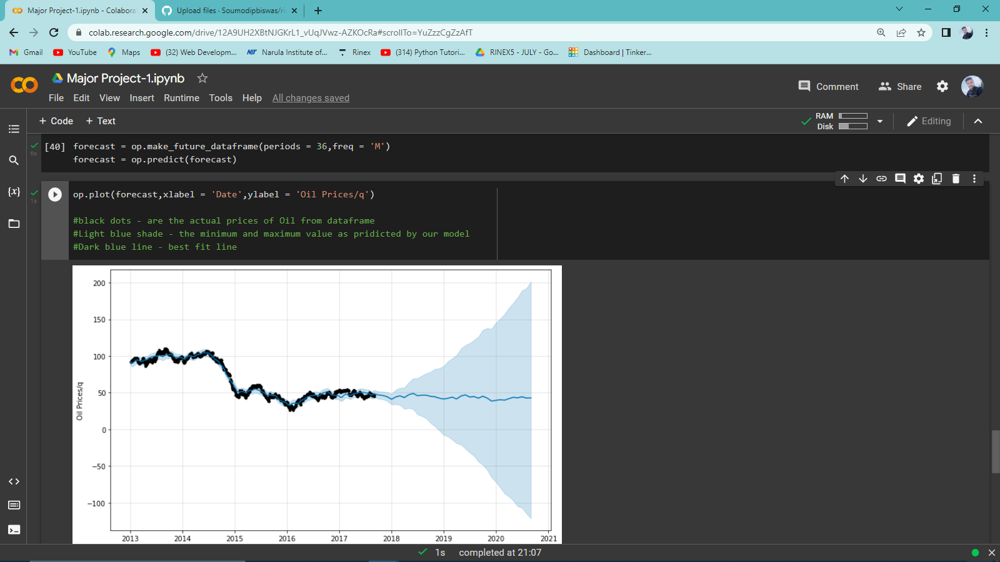 Major Project-1.ipynb - Colabora
Upload files · Soumodipbiswas/ri
colab.research.google.com/drive/12A9UH2XBtNJGKrL1_vUqJVwz-AZKOcRa#scrollTo=YuZzzCgZzAfT
Gmail
YouTube
Maps
(32) Web Developm...
NiT
Narula Institute of...
Rinex
(314) Python Tutori...
RINEX5 - JULY - Go...
Dashboard | Tinker...
Major Project-1.ipynb
File Edit View Insert Runtime Tools Help All changes saved
Comment
Share
+ Code + Text
RAM
Disk
Editing
6s
[40] forecast = op.make_future_dataframe(periods = 36,freq = 'M')
forecast = op.predict(forecast)
{x}
1s
op.plot(forecast,xlabel = 'Date',ylabel = 'Oil Prices/q')
#black dots - are the actual prices of Oil from dataframe
#Light blue shade - the minimum and maximum value as pridicted by our model
#Dark blue line - best fit line
200
150
100
50
0
−50
−100
Oil Prices/q
2013 2014 2015 2016 2017 2018 2019 2020 2021
1s completed at 21:07